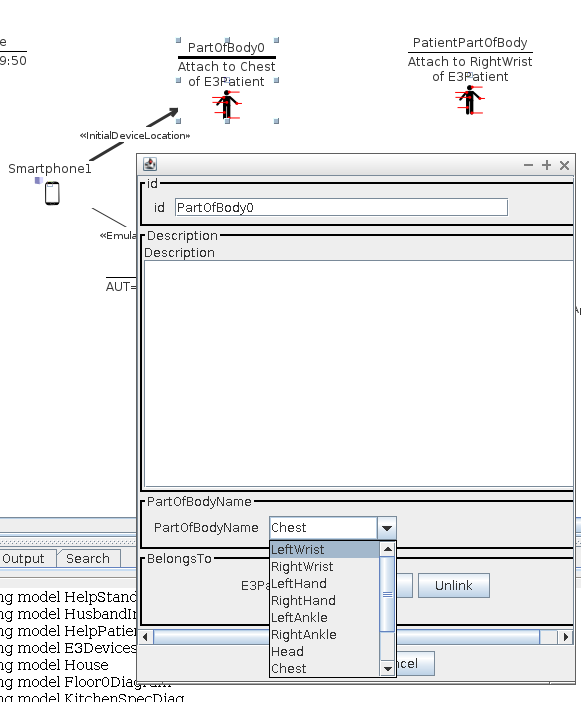 e
9:50
PartOfBody0
Attach to Chest
of E3Patient
PatientPartOfBody
Attach to RightWrist
of E3Patient
«InitialDeviceLocation»
Smartphone1
«Emula
AUT=
id
id PartOfBody0
Description
Description
PartOfBodyName
PartOfBodyName Chest
LeftWrist
RightWrist
LeftHand
RightHand
LeftAnkle
RightAnkle
Head
Chest
BelongsTo
E3Pa
Unlink
ncel
Output Search
ng model HelpStand
ng model HusbandIn
ng model HelpPatien
ng model E3Devices
ng model House
ng model Floor0Diagram
ng model KitchenSpecDiag